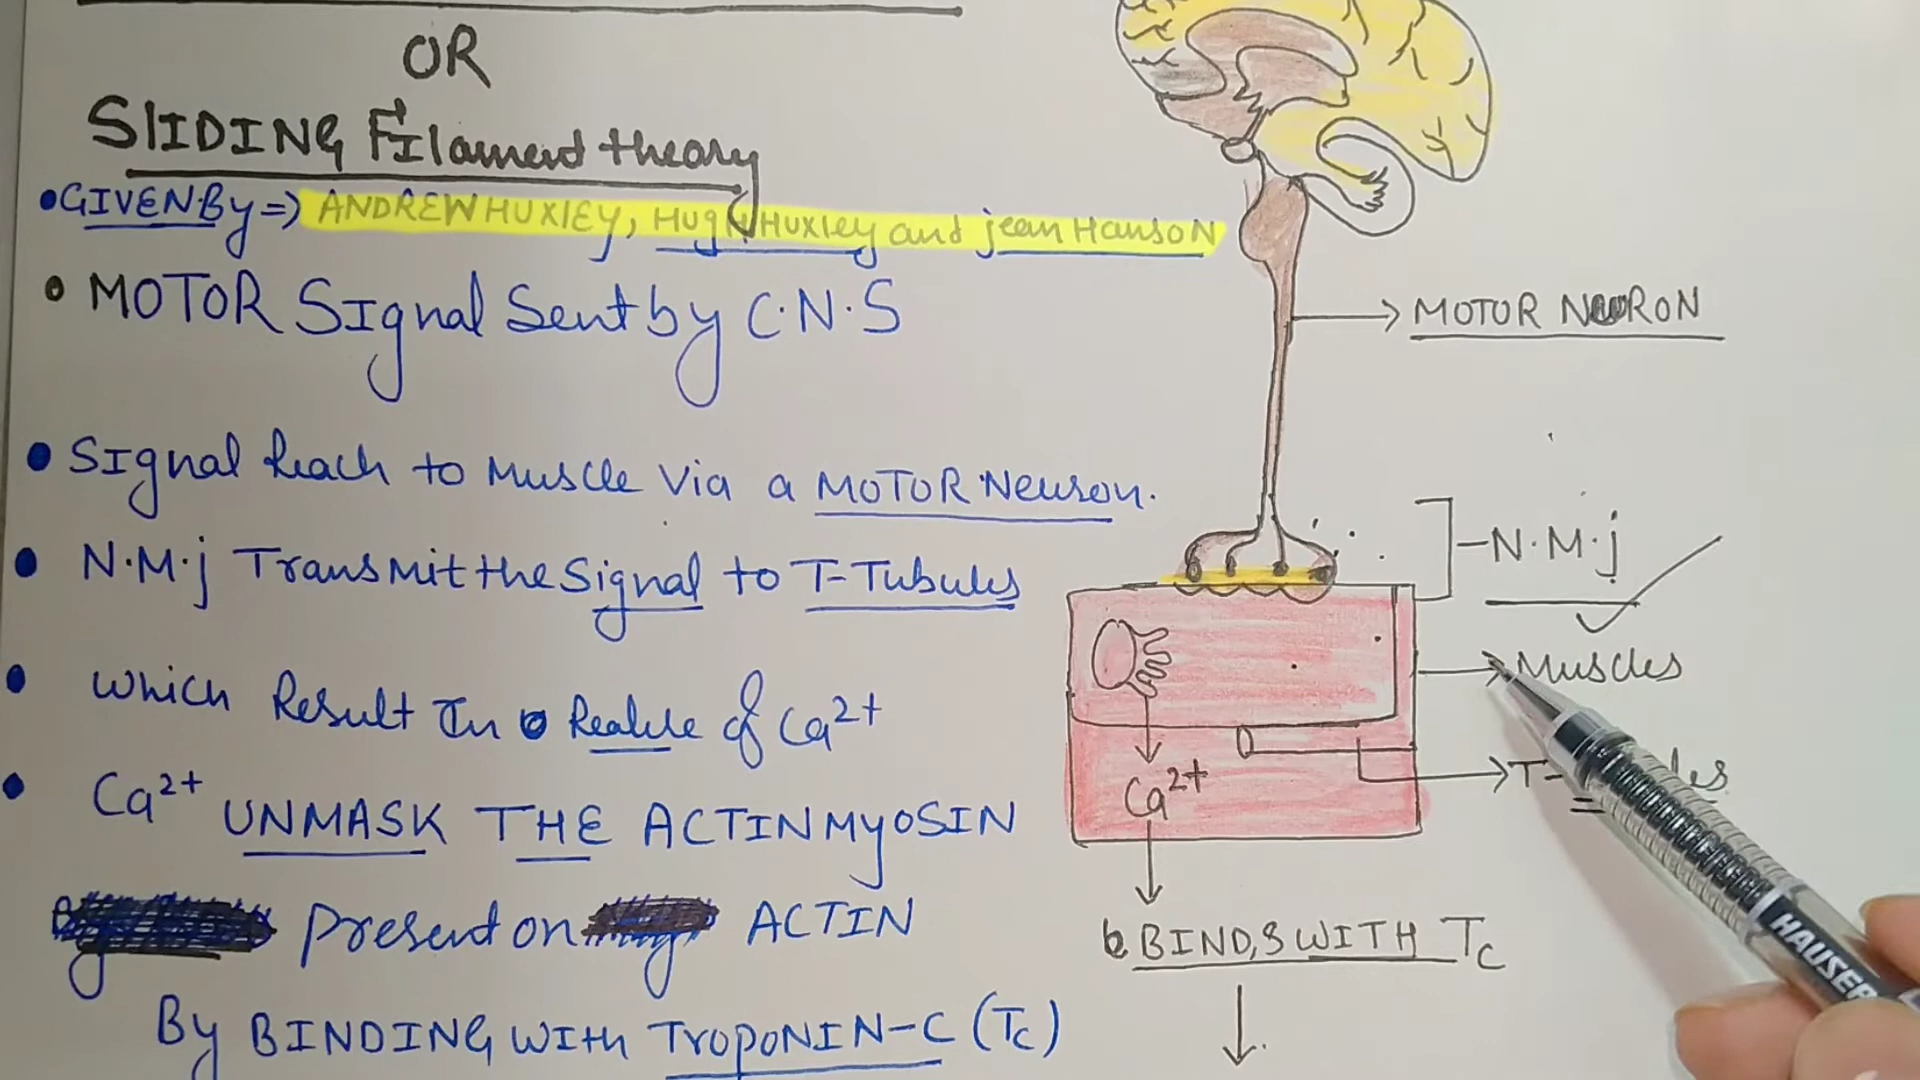 OR
SlIDING Filament theory
•GIVEN By => ANDREW HUXlEY, Hugh Huxley and jean HansoN
• MOTOR SIgnal Sent by C.N.S
• SIgnal Reach to Muscle Via a MOTOR Neuron.
• N.M.j Transmit the Signal to T-Tubules
• which Result In Realise of Ca2+
• Ca2+ UNMASK THE ACTIN MyOSIN
present on ACTIN
By BINDING WITH TropoNIN-C (Tc)
MOTOR NEURON
N.M.j
Muscles
T-
Ca2+
BINDS WITH Tc
HAUSER